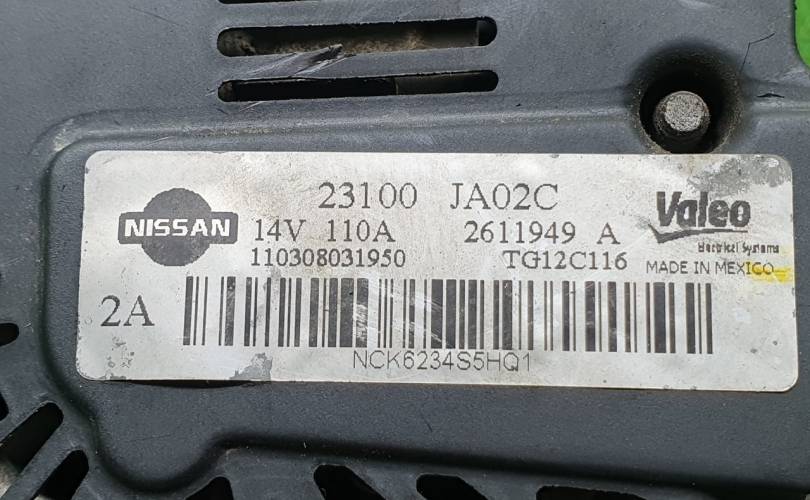 23100 JA02C
NISSAN
14V 110A 2611949 A
Valeo
Electrical Systems
110308031950 TG12C116
MADE IN MEXICO
2A
NCK6234S5HQ1